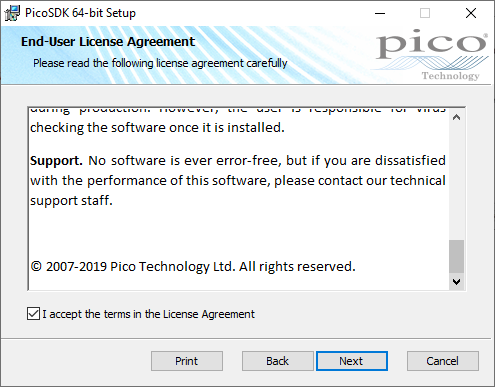 PicoSDK 64-bit Setup
End-User License Agreement
Please read the following license agreement carefully
pico
Technology
during production. However, the user is responsible for virus
checking the software once it is installed.
Support. No software is ever error-free, but if you are dissatisfied
with the performance of this software, please contact our technical
support staff.
© 2007-2019 Pico Technology Ltd. All rights reserved.
I accept the terms in the License Agreement
Print
Back
Next
Cancel